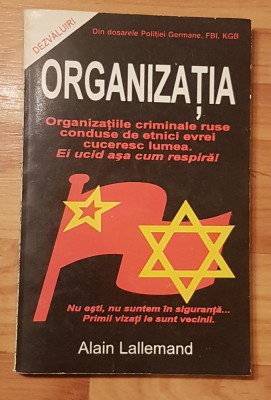 DEZVALUIRI
Din dosarele Poliției Germane, FBI, KGB
ORGANIZAȚIA
Organizațiile criminale ruse
conduse de etnici evrei
cuceresc lumea.
Ei ucid așa cum respiră!
Nu ești, nu suntem în siguranță...
Primii vizați le sunt vecinii.
Alain Lallemand